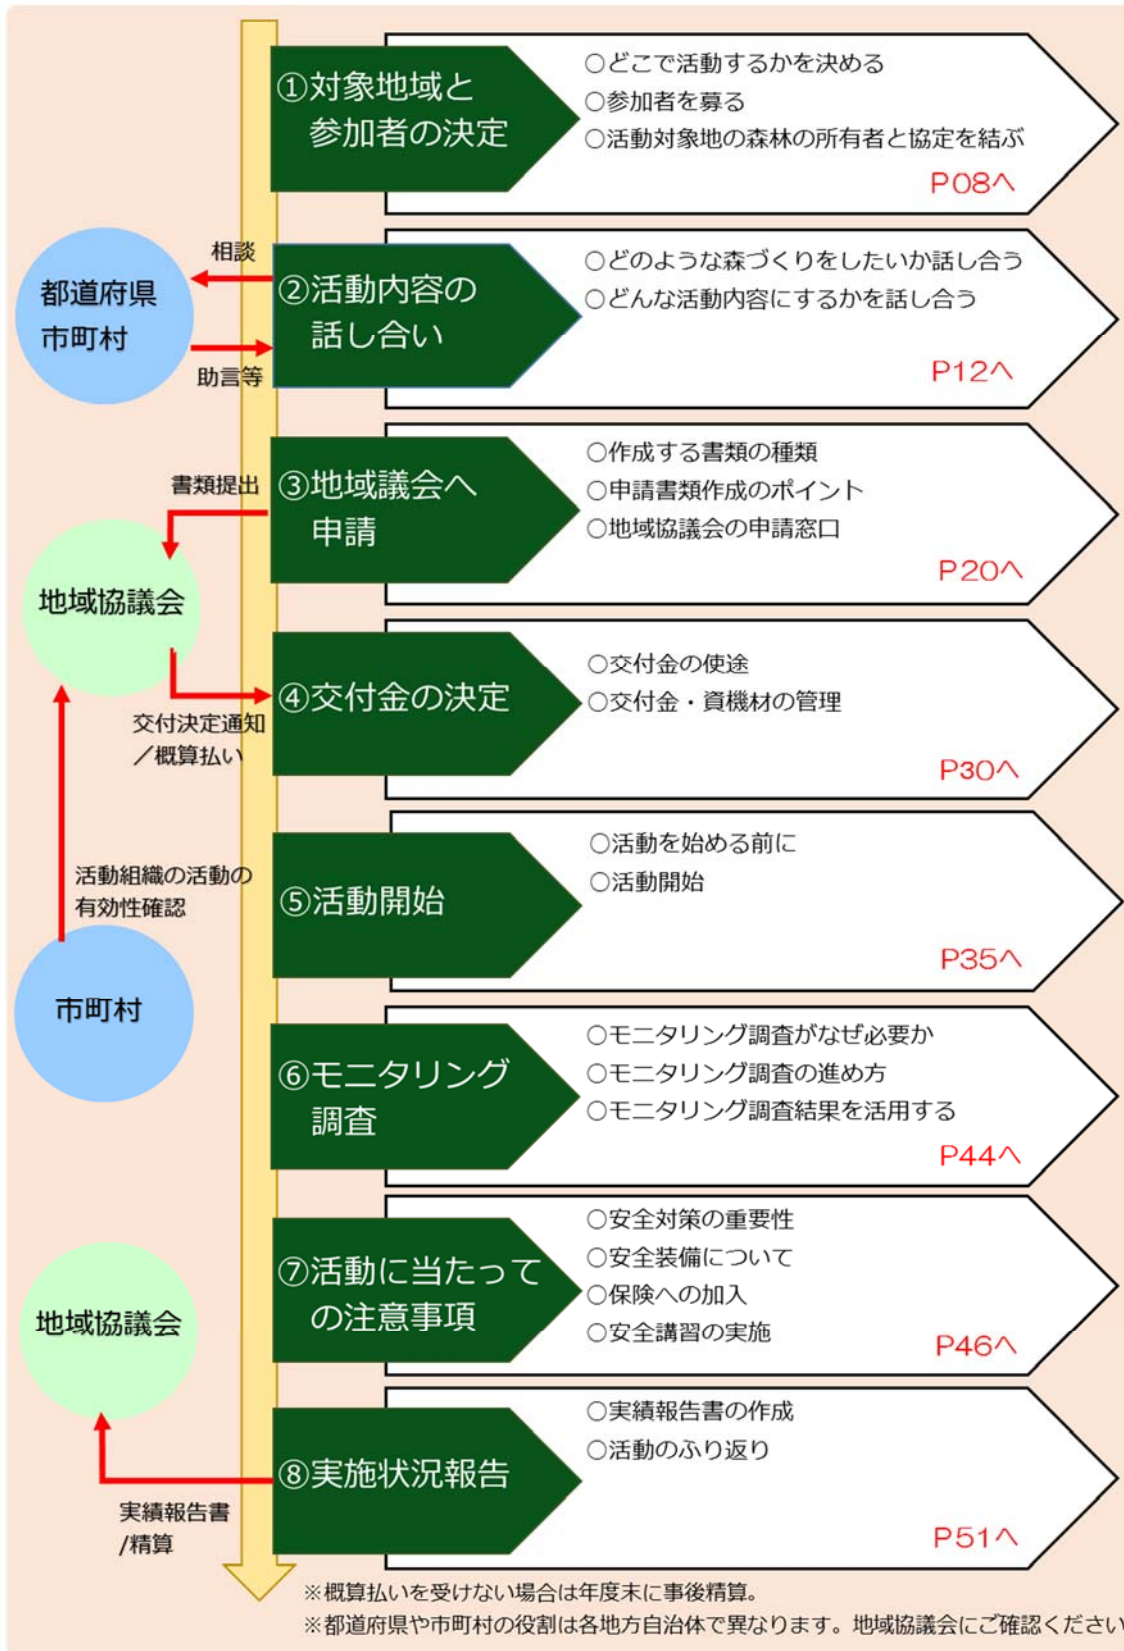 ①対象地域と
参加者の決定
○どこで活動するかを決める
○参加者を募る
○活動対象地の森林の所有者と協定を結ぶ
P08へ
都道府県
市町村
相談
助言等
②活動内容の
話し合い
○どのような森づくりをしたいか話し合う
○どんな活動内容にするかを話し合う
P12へ
書類提出
③地域議会へ
申請
○作成する書類の種類
○申請書類作成のポイント
○地域協議会の申請窓口
P20へ
地域協議会
交付決定通知
／概算払い
④交付金の決定
○交付金の使途
○交付金・資機材の管理
P30へ
活動組織の活動の
有効性確認
市町村
⑤活動開始
○活動を始める前に
○活動開始
P35へ
⑥モニタリング
調査
○モニタリング調査がなぜ必要か
○モニタリング調査の進め方
○モニタリング調査結果を活用する
P44へ
⑦活動に当たって
の注意事項
○安全対策の重要性
○安全装備について
○保険への加入
○安全講習の実施
P46へ
地域協議会
実績報告書
/精算
⑧実施状況報告
○実績報告書の作成
○活動のふり返り
P51へ
※概算払いを受けない場合は年度末に事後精算。
※都道府県や市町村の役割は各地方自治体で異なります。地域協議会にご確認ください